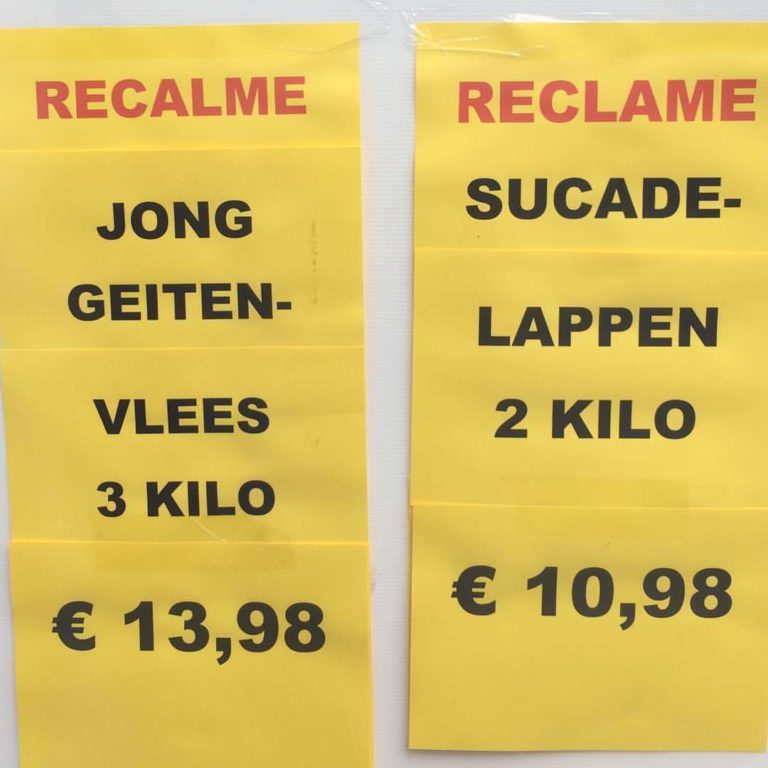 RECALME
JONG
GEITEN-
VLEES
3 KILO
€ 13,98
RECLAME
SUCADE-
LAPPEN
2 KILO
€ 10,98